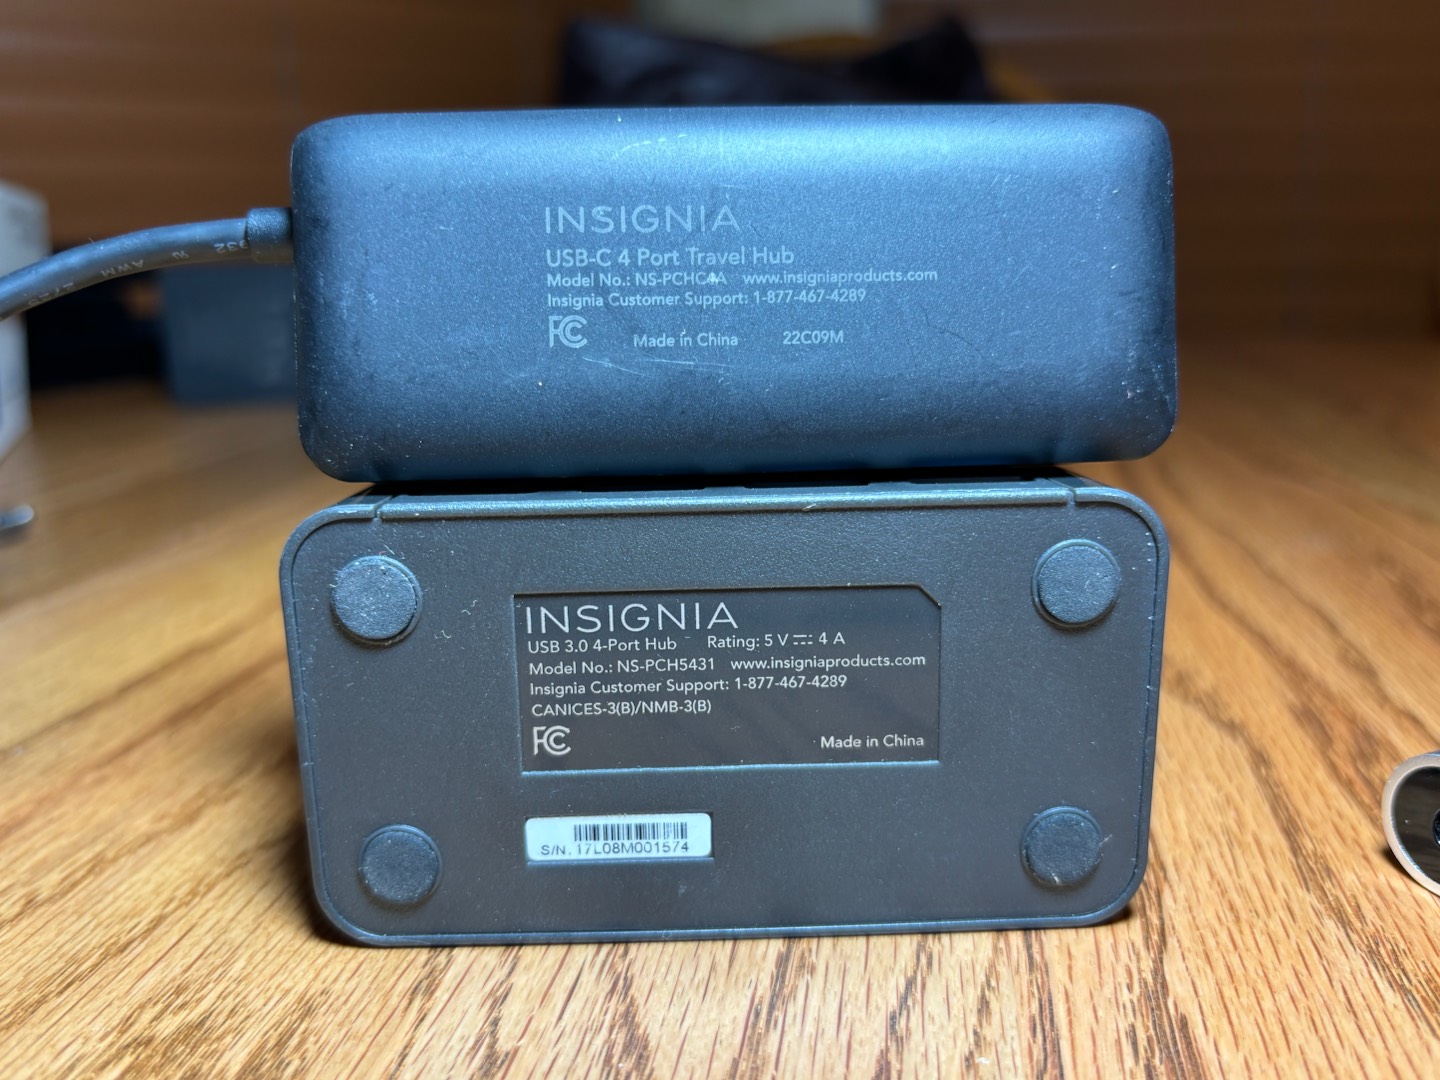 INSIGNIA
USB-C 4 Port Travel Hub
Model No.: NS-PCHC4A www.insigniaproducts.com
Insignia Customer Support: 1-877-467-4289
FC Made in China 22C09M
AWM
INSIGNIA
USB 3.0 4-Port Hub Rating: 5 V ⎓ 4 A
Model No.: NS-PCH5431 www.insigniaproducts.com
Insignia Customer Support: 1-877-467-4289
CANICES-3(B)/NMB-3(B)
FC Made in China
S/N. 17L08M001574